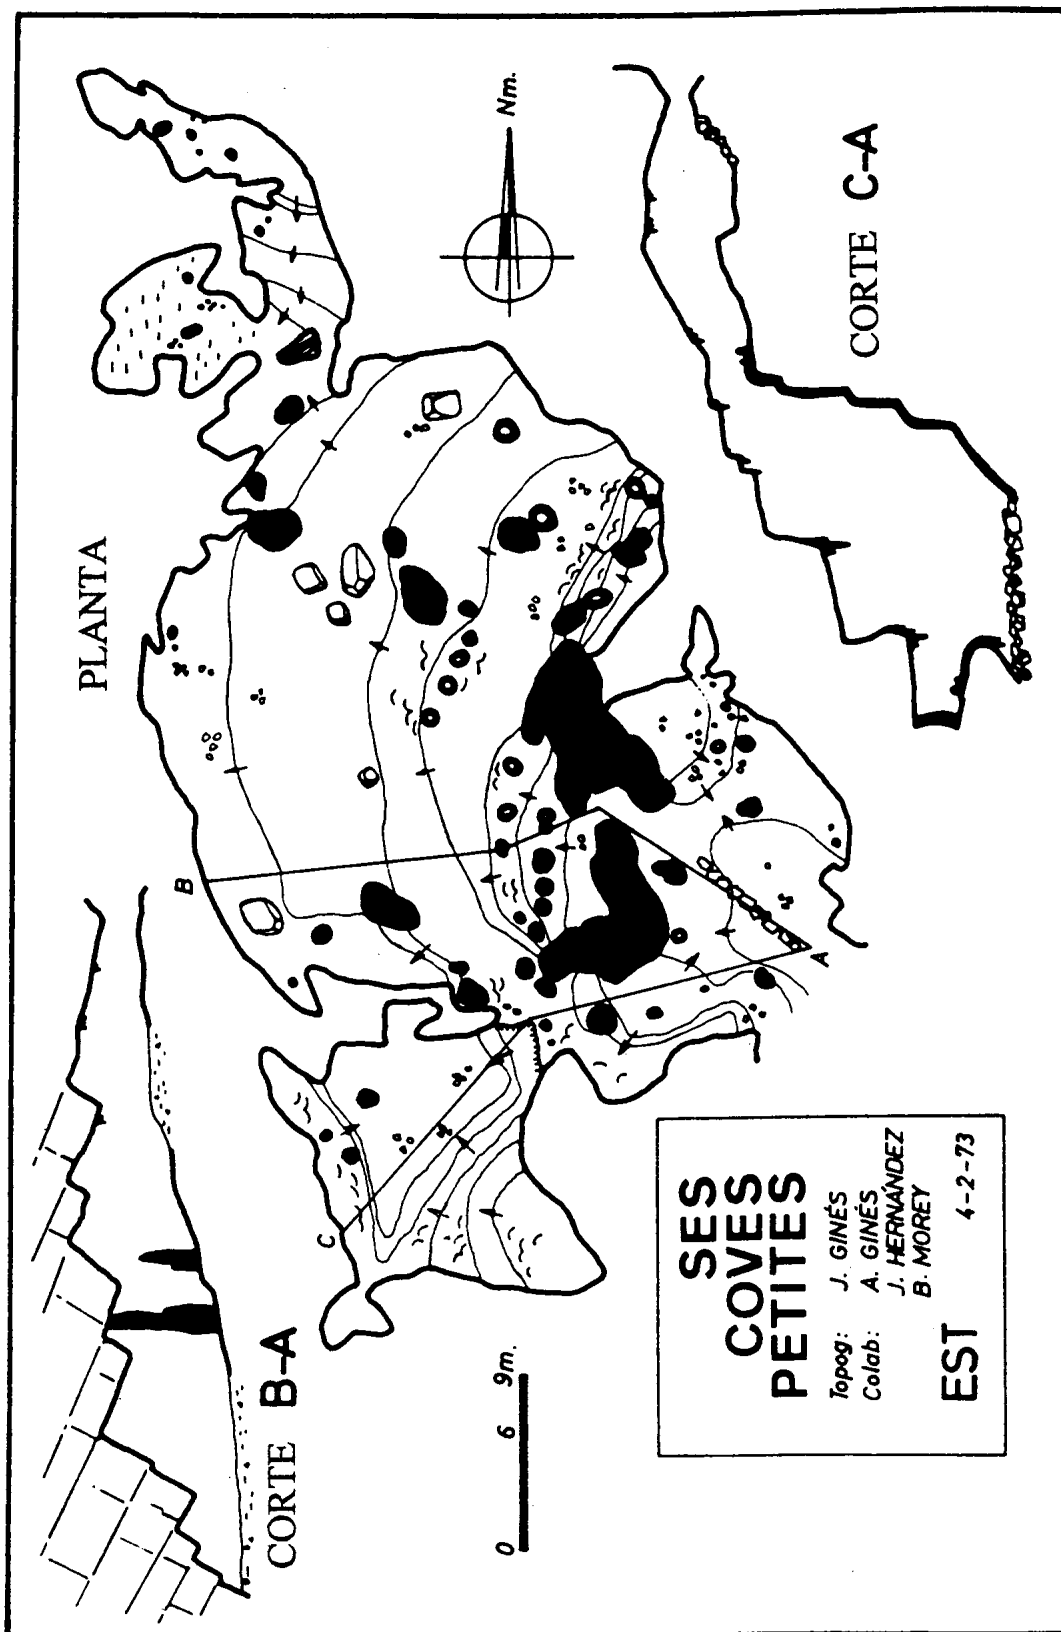 PLANTA
Nm.
CORTE C-A
B
A
C
CORTE B-A
0 6 9m.
SES
COVES
PETITES
Topog: J. GINÉS
Colab: A. GINÉS
J. HERNÁNDEZ
B. MOREY
EST 4-2-73